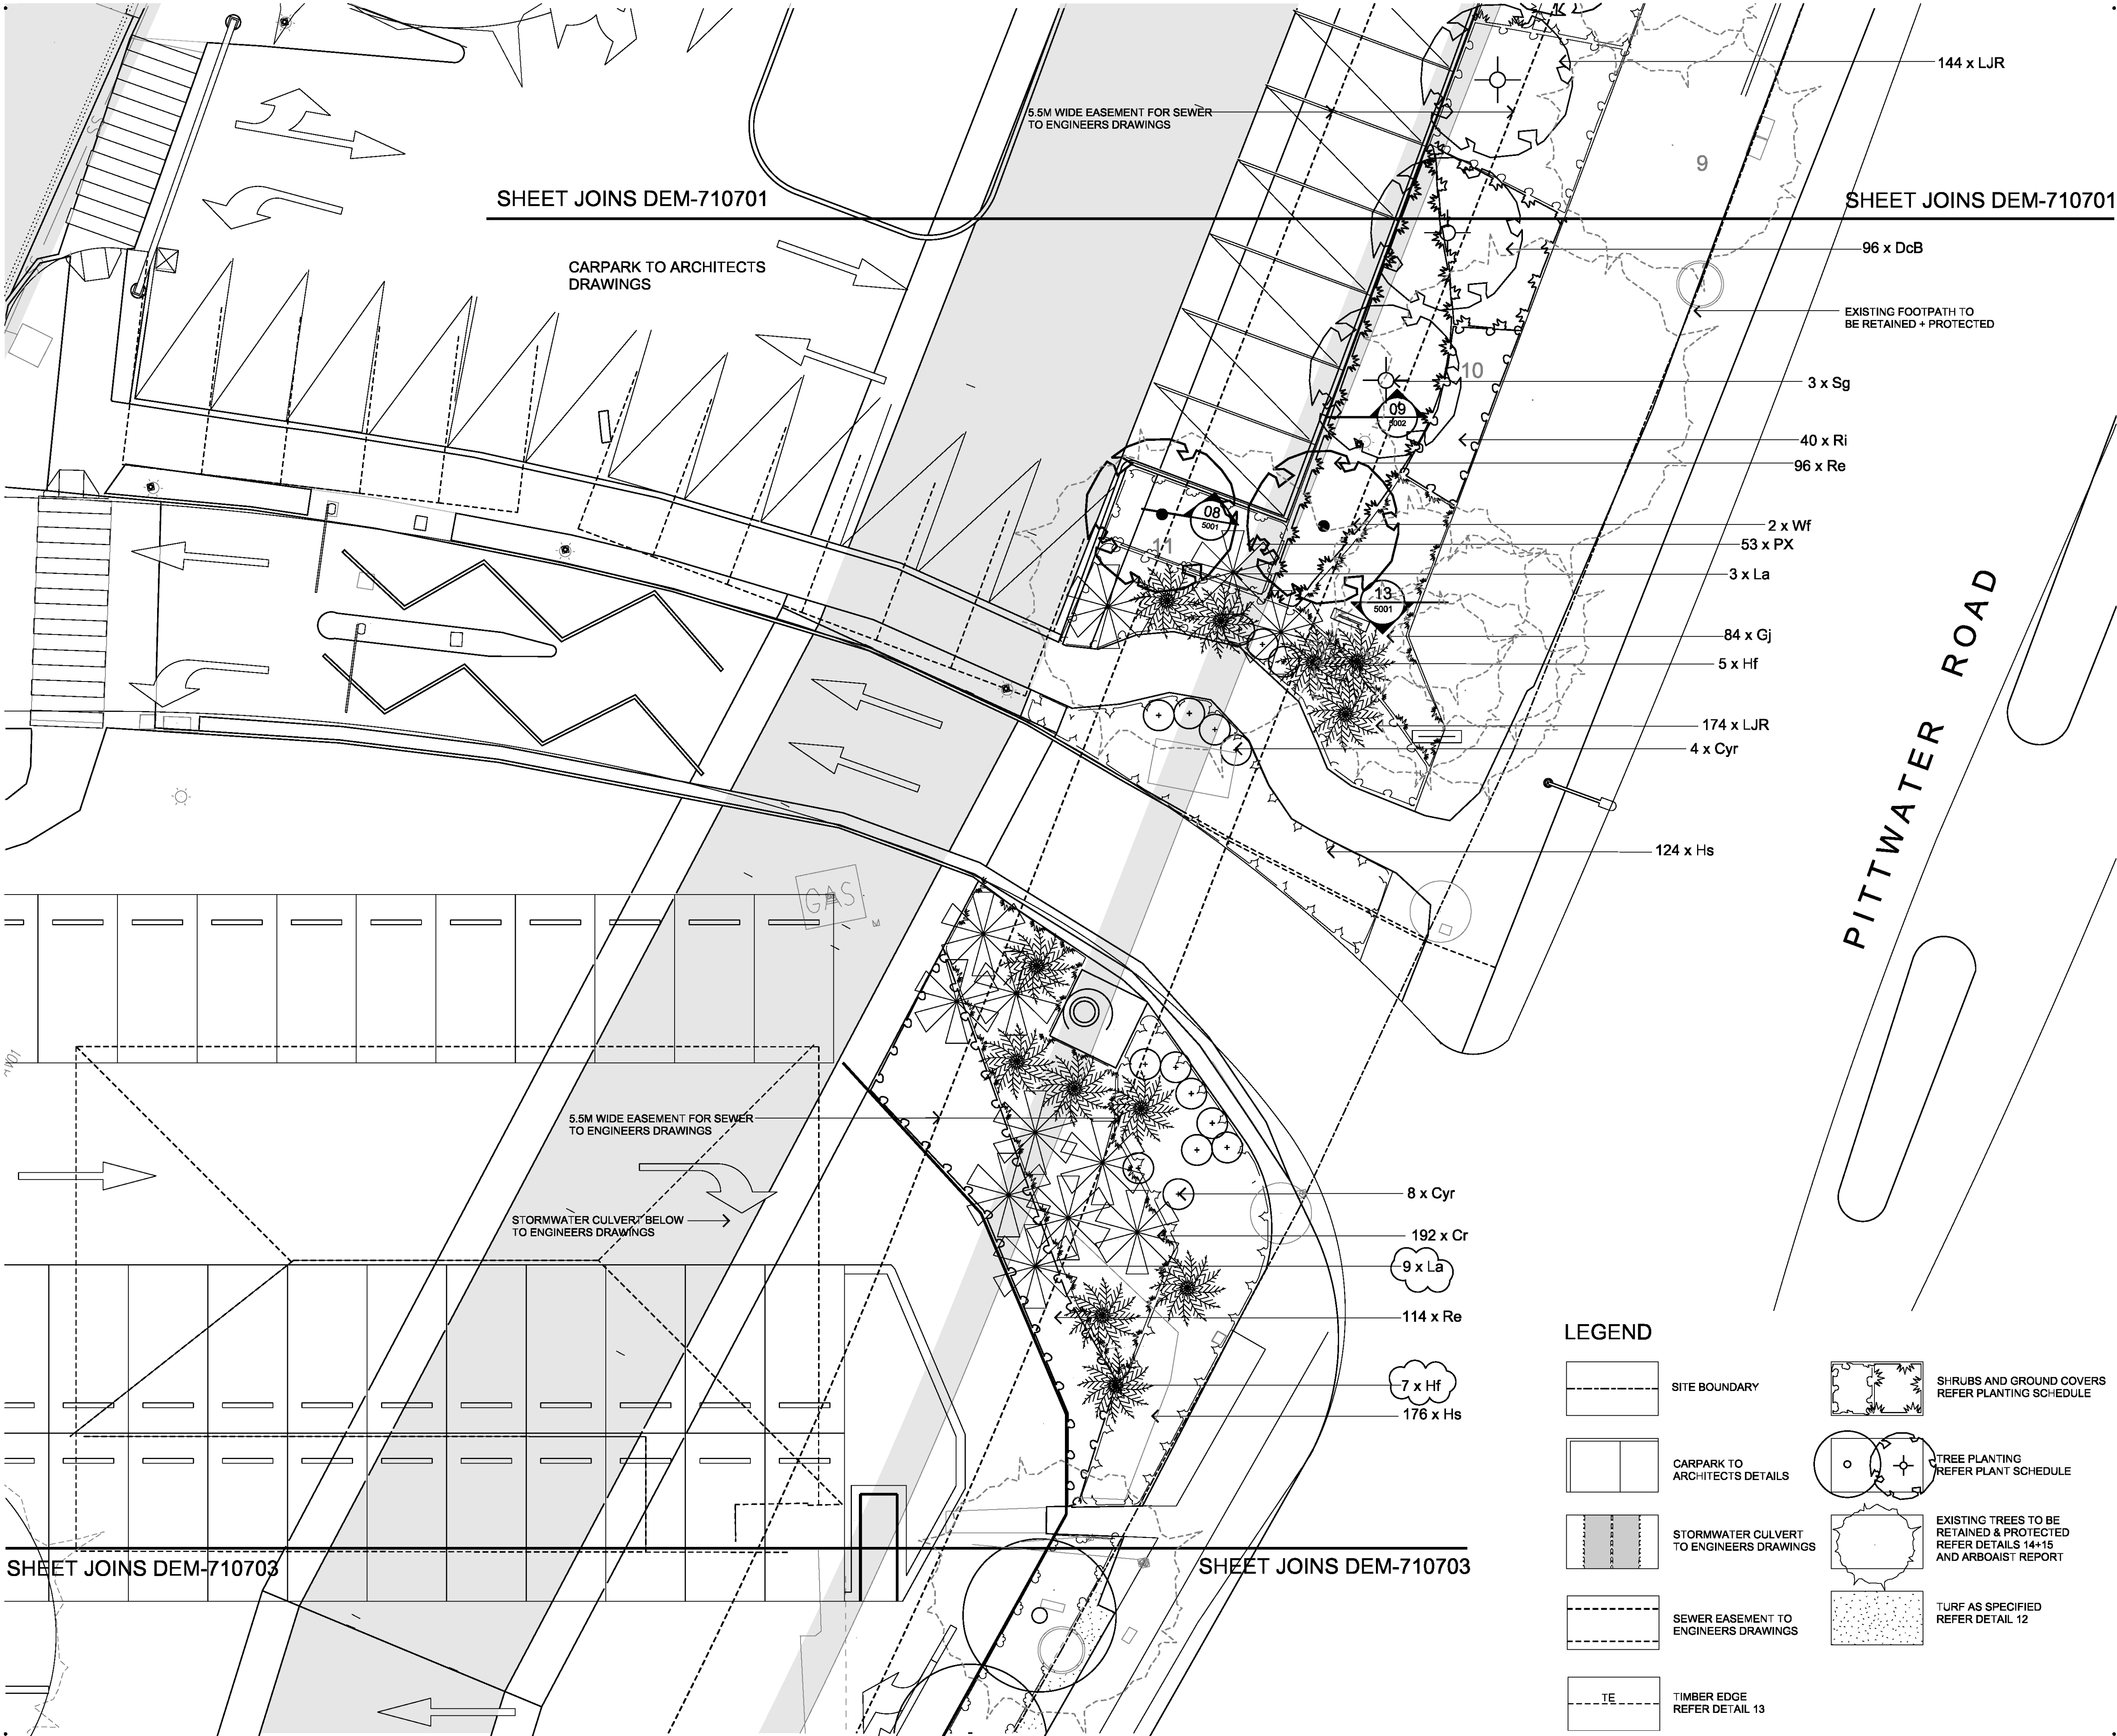 144 x LJR
5.5M WIDE EASEMENT FOR SEWER
TO ENGINEERS DRAWINGS
9
SHEET JOINS DEM-710701
SHEET JOINS DEM-710701
96 x DcB
CARPARK TO ARCHITECTS
DRAWINGS
EXISTING FOOTPATH TO
BE RETAINED + PROTECTED
10
3 x Sg
09
5002
40 x Ri
96 x Re
08
5001
11
2 x Wf
53 x PX
3 x La
13
5001
84 x Gj
5 x Hf
174 x LJR
4 x Cyr
PITTWATER ROAD
124 x Hs
GAS
5.5M WIDE EASEMENT FOR SEWER
TO ENGINEERS DRAWINGS
8 x Cyr
STORMWATER CULVERT BELOW
TO ENGINEERS DRAWINGS
192 x Cr
9 x La
114 x Re
7 x Hf
176 x Hs
LEGEND
SITE BOUNDARY
SHRUBS AND GROUND COVERS
REFER PLANTING SCHEDULE
CARPARK TO
ARCHITECTS DETAILS
TREE PLANTING
REFER PLANT SCHEDULE
STORMWATER CULVERT
TO ENGINEERS DRAWINGS
EXISTING TREES TO BE
RETAINED & PROTECTED
REFER DETAILS 14+15
AND ARBOAIST REPORT
SEWER EASEMENT TO
ENGINEERS DRAWINGS
TURF AS SPECIFIED
REFER DETAIL 12
TE
TIMBER EDGE
REFER DETAIL 13
SHEET JOINS DEM-710703
SHEET JOINS DEM-710703